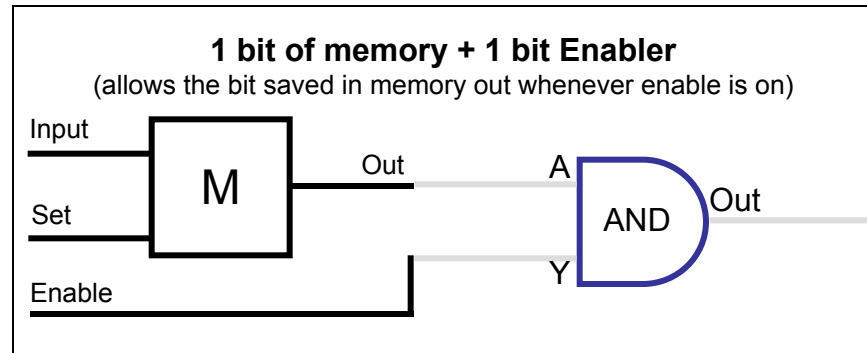 1 bit of memory + 1 bit Enabler
(allows the bit saved in memory out whenever enable is on)
Input
M
Out
A
Set
AND
Out
Y
Enable